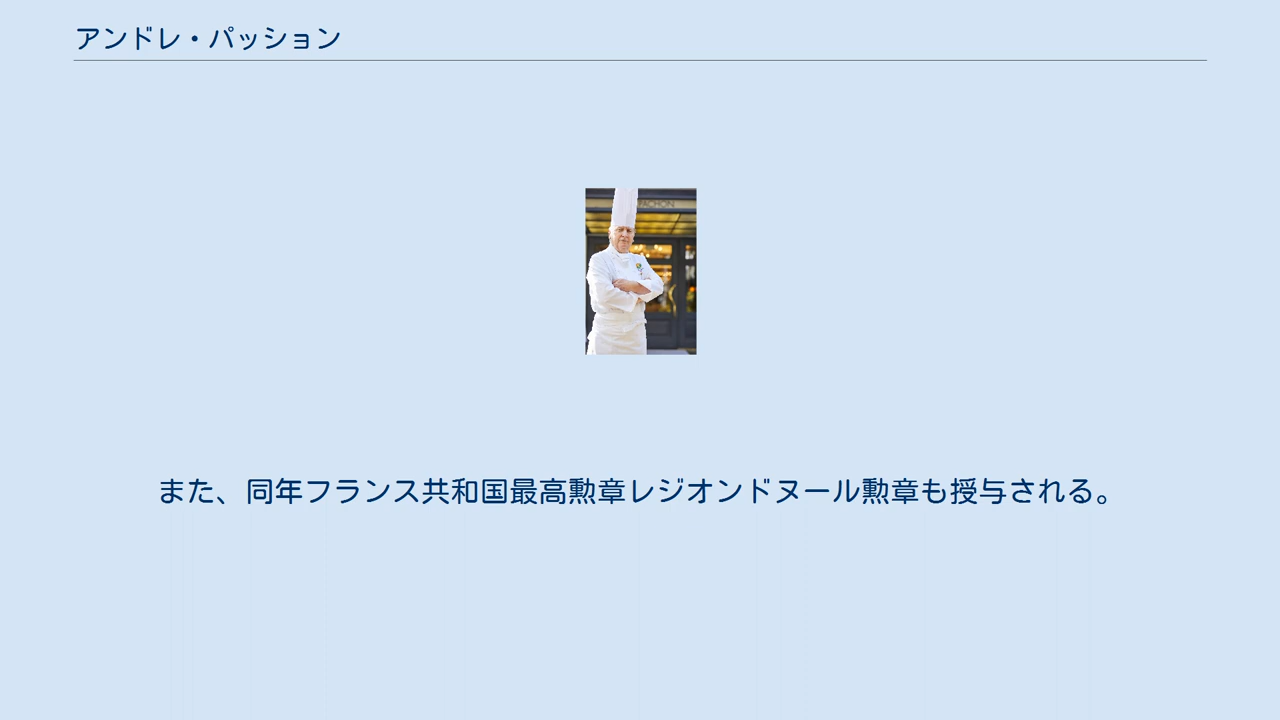 アンドレ・パッション
PACHON
また、同年フランス共和国最高勲章レジオンドヌール勲章も授与される。